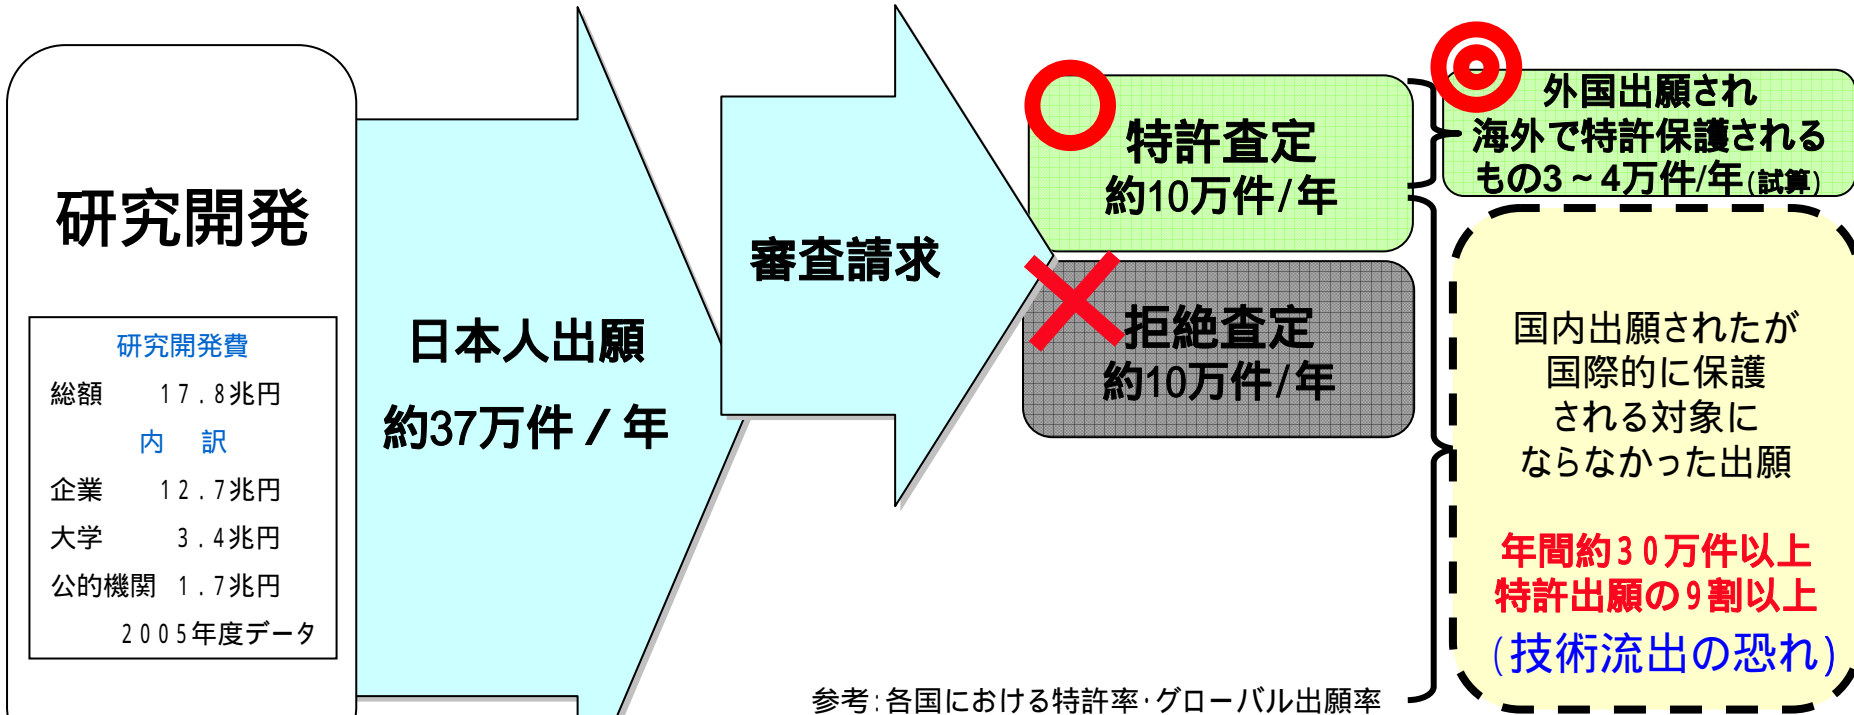 研究開発
研究開発費
総額 17.8兆円
内 訳
企業 12.7兆円
大学 3.4兆円
公的機関 1.7兆円
2005年度データ
日本人出願
約37万件/年
審査請求
特許査定
約10万件/年
拒絶査定
約10万件/年
外国出願され
海外で特許保護される
もの3~4万件/年(試算)
国内出願されたが
国際的に保護
される対象に
ならなかった出願
年間約30万件以上
特許出願の9割以上
(技術流出の恐れ)
参考:各国における特許率・グローバル出願率